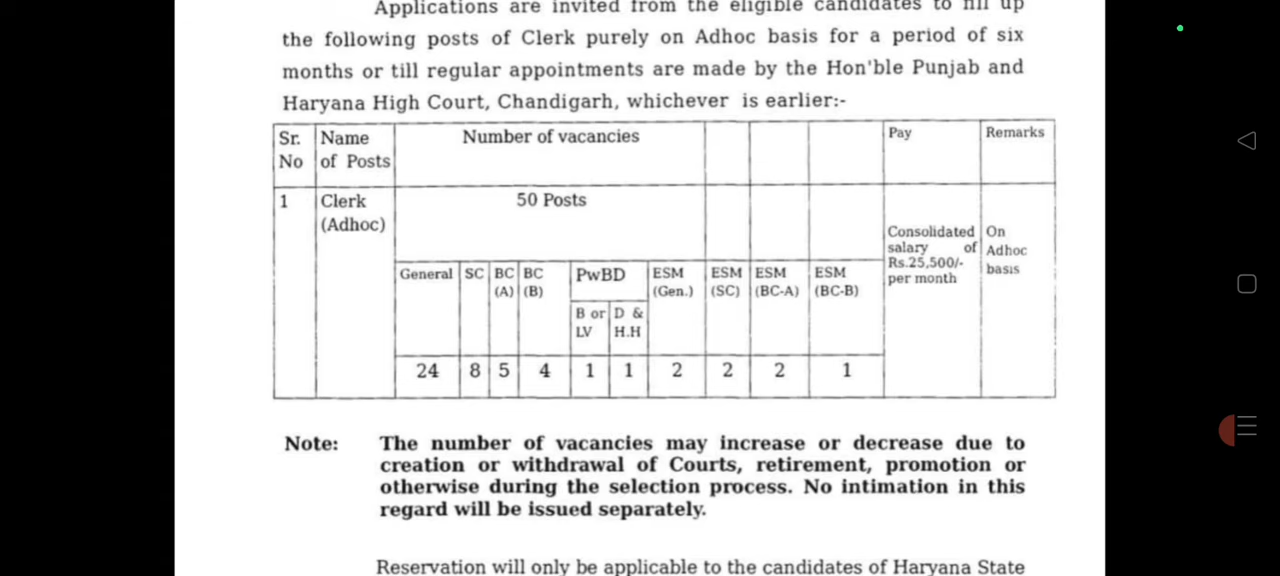 Applications are invited from the eligible candidates to fill up
the following posts of Clerk purely on Adhoc basis for a period of six
months or till regular appointments are made by the Hon'ble Punjab and
Haryana High Court, Chandigarh, whichever is earlier:-
Sr. No
Name of Posts
Number of vacancies
Pay
Remarks
1
Clerk (Adhoc)
50 Posts
Consolidated
salary of
Rs.25,500/-
per month
On
Adhoc
basis
General
SC
BC (A)
BC (B)
PwBD
B or LV
D & H.H
ESM (Gen.)
ESM (SC)
ESM (BC-A)
ESM (BC-B)
24 8 5 4 1 1 2 2 2 1
Note: The number of vacancies may increase or decrease due to
creation or withdrawal of Courts, retirement, promotion or
otherwise during the selection process. No intimation in this
regard will be issued separately.
Reservation will only be applicable to the candidates of Haryana State